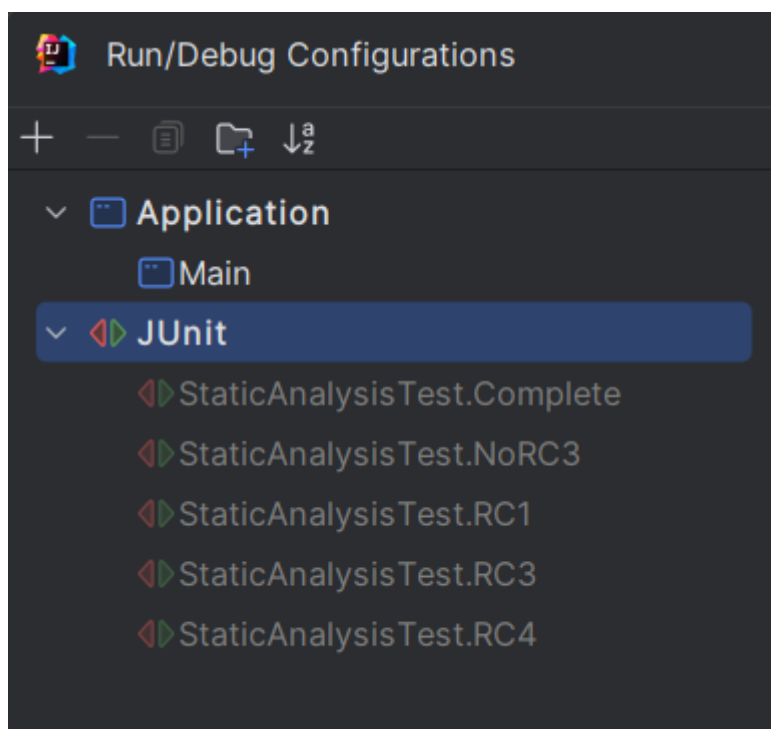 Run/Debug Configurations
Application
Main
JUnit
StaticAnalysisTest.Complete
StaticAnalysisTest.NoRC3
StaticAnalysisTest.RC1
StaticAnalysisTest.RC3
StaticAnalysisTest.RC4